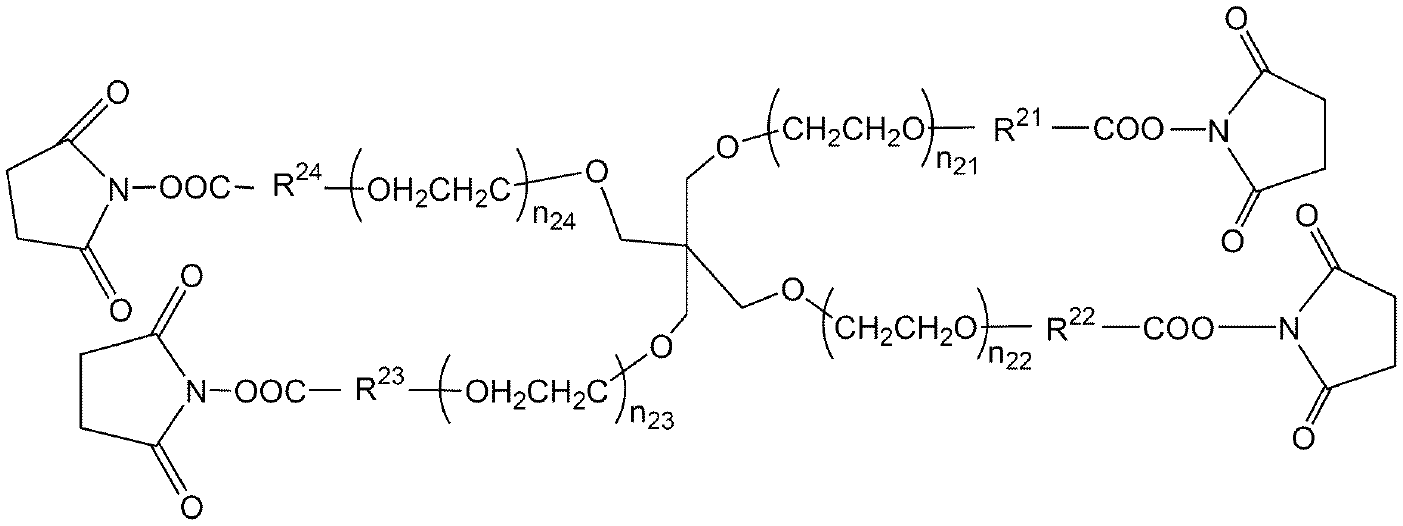 O
O O (CH₂CH₂O)n₂₁ R²¹ COO N
N OOC R²⁴ (OH₂CH₂C)n₂₄ O
O O O
O O (CH₂CH₂O)n₂₂ R²² COO N
O
N OOC R²³ (OH₂CH₂C)n₂₃ O
O
O